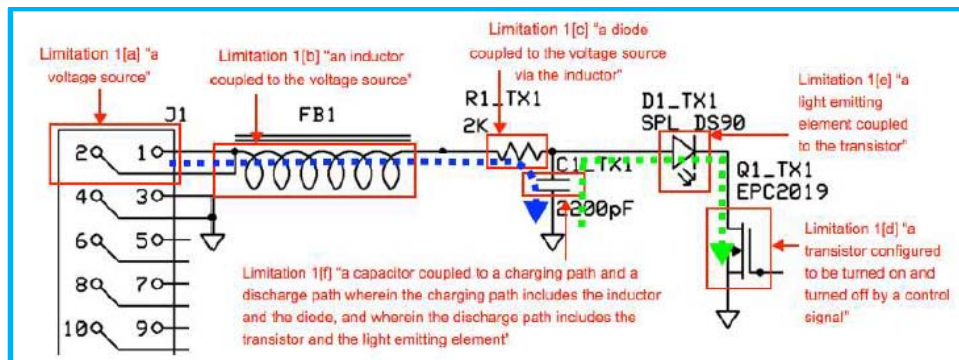 Limitation 1[a] "a
voltage source"
Limitation 1[b] "an inductor
coupled to the voltage source"
Limitation 1[c] "a diode
coupled to the voltage source
via the inductor"
Limitation 1[e] "a
light emitting
element coupled
to the transistor"
J1
FB1
R1_TX1
2K
D1_TX1
SPL DS90
C1_TX1
2200pF
Q1_TX1
EPC2019
2 1
4 3
6 5
8 7
10 9
Limitation 1[f] "a capacitor coupled to a charging path and a
discharge path wherein the charging path includes the inductor
and the diode, and wherein the discharge path includes the
transistor and the light emitting element"
Limitation 1[d] "a
transistor configured
to be turned on and
turned off by a control
signal"